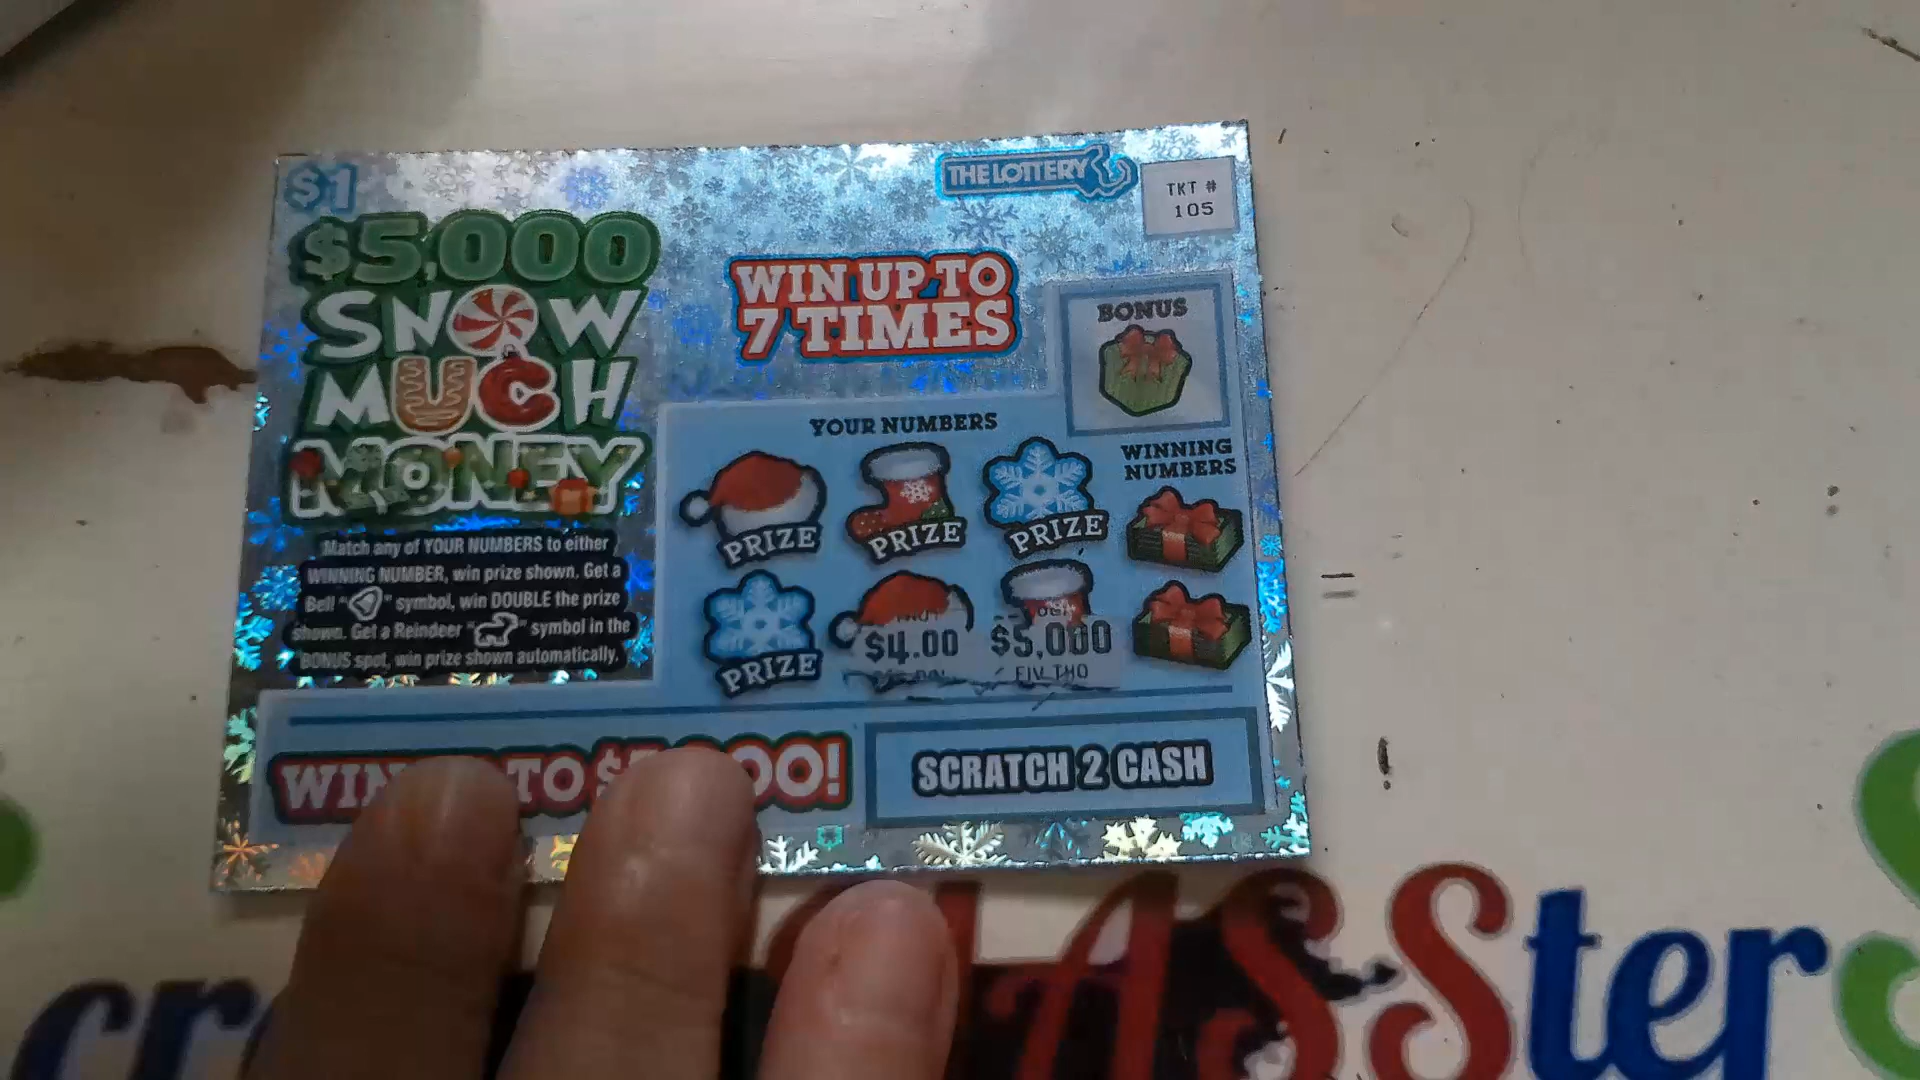 $1
THE LOTTERY
TKT #
105
$5,000
SNOW
MUCH
MONEY
WIN UP TO
7 TIMES
BONUS
YOUR NUMBERS
WINNING
NUMBERS
PRIZE PRIZE PRIZE
PRIZE
$4.00 $5,000
FIV THO
Match any of YOUR NUMBERS to either
WINNING NUMBER, win prize shown. Get a
Bell " " symbol, win DOUBLE the prize
shown. Get a Reindeer " " symbol in the
BONUS spot, win prize shown automatically.
TO
SCRATCH 2 CASH